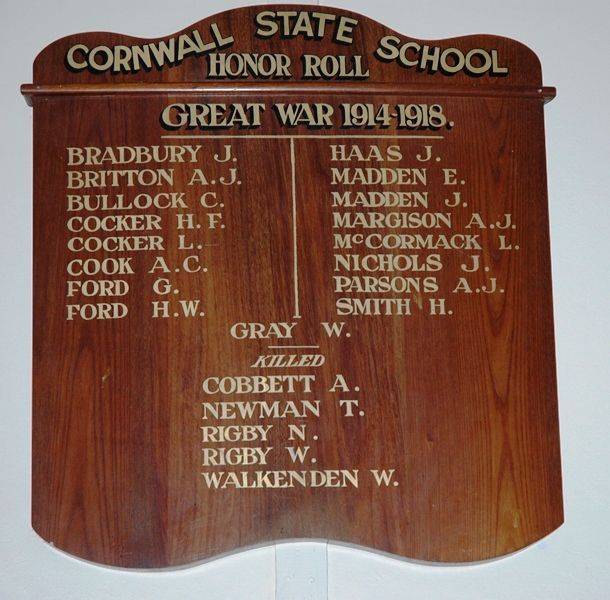 CORNWALL STATE SCHOOL
HONOR ROLL
GREAT WAR 1914-1918.
BRADBURY J.
BRITTON A.J.
BULLOCK C.
COCKER H.F.
COCKER L.
COOK A.C.
FORD G.
FORD H.W.
HAAS J.
MADDEN E.
MADDEN J.
MARGISON A.J.
McCORMACK L.
NICHOLS J.
PARSONS A.J.
SMITH H.
GRAY W.
KILLED
COBBETT A.
NEWMAN T.
RIGBY N.
RIGBY W.
WALKENDEN W.